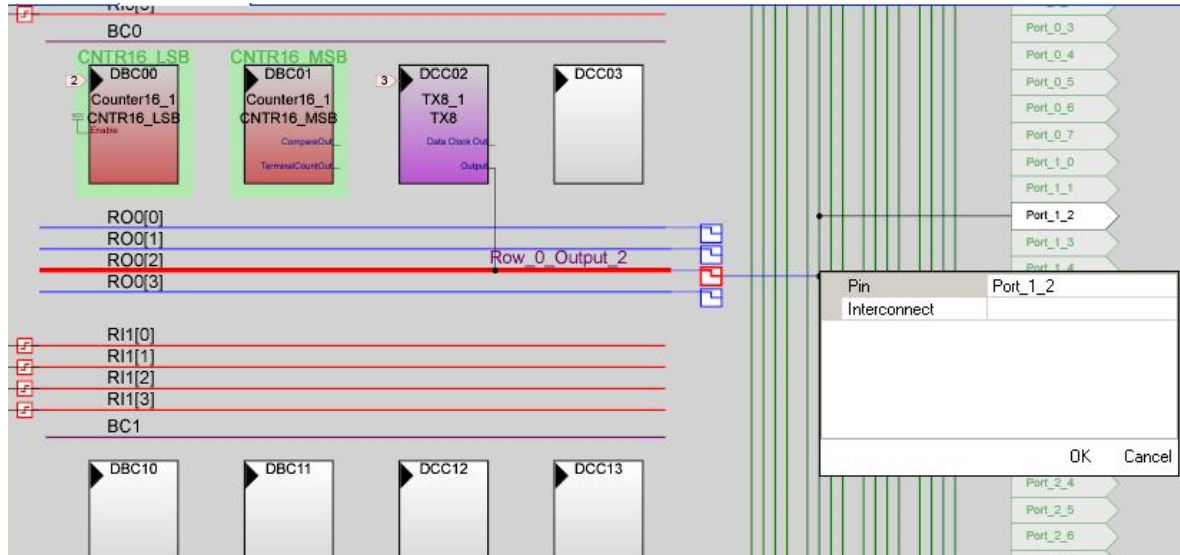 RI0[3]
BC0
CNTR16_LSB
CNTR16_MSB
2
DBC00
Counter16_1
CNTR16_LSB
Enable
DBC01
Counter16_1
CNTR16_MSB
CompareOut
TerminalCountOut
3
DCC02
TX8_1
TX8
Data Clock Out
Output
DCC03
RO0[0]
RO0[1]
RO0[2]
RO0[3]
Row_0_Output_2
RI1[0]
RI1[1]
RI1[2]
RI1[3]
BC1
DBC10
DBC11
DCC12
DCC13
Port_0_3
Port_0_4
Port_0_5
Port_0_6
Port_0_7
Port_1_0
Port_1_1
Port_1_2
Port_1_3
Port_1_4
Pin Port_1_2
Interconnect
OK Cancel
Port_2_4
Port_2_5
Port_2_6